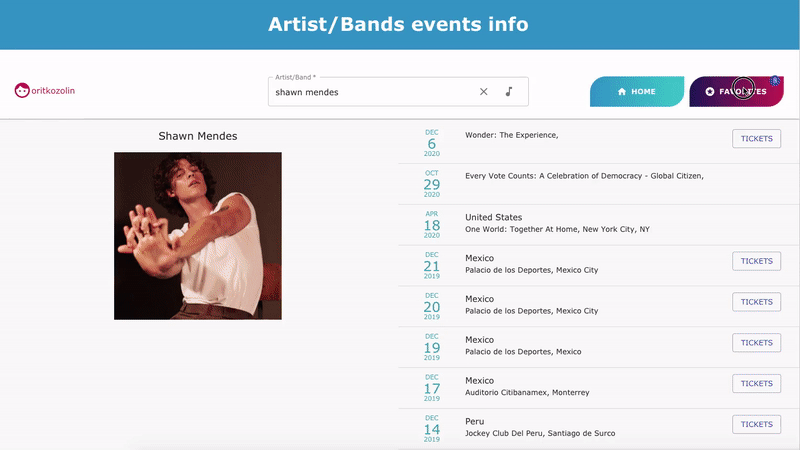 Artist/Bands events info
oritkozolin
Artist/Band *
shawn mendes
HOME
FAVORITES
Shawn Mendes
DEC
6
2020
Wonder: The Experience,
TICKETS
OCT
29
2020
Every Vote Counts: A Celebration of Democracy - Global Citizen,
APR
18
2020
United States
One World: Together At Home, New York City, NY
DEC
21
2019
Mexico
Palacio de los Deportes, Mexico City
TICKETS
DEC
20
2019
Mexico
Palacio de los Deportes, Mexico City
TICKETS
DEC
19
2019
Mexico
Palacio de los Deportes, Mexico
TICKETS
DEC
17
2019
Mexico
Auditorio Citibanamex, Monterrey
TICKETS
DEC
14
2019
Peru
Jockey Club Del Peru, Santiago de Surco
TICKETS